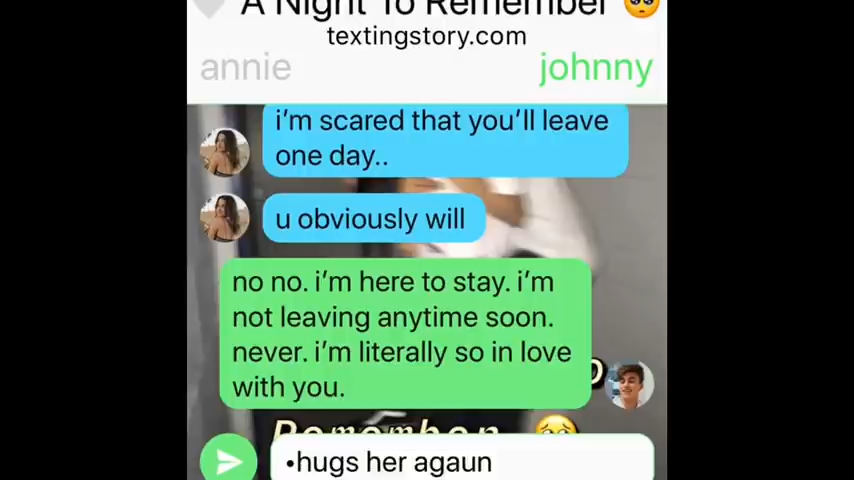 A Night To Remember 🥺
textingstory.com
annie
johnny
i'm scared that you'll leave
one day..
u obviously will
no no. i'm here to stay. i'm
not leaving anytime soon.
never. i'm literally so in love
with you.
Remember 🥺
•hugs her agaun